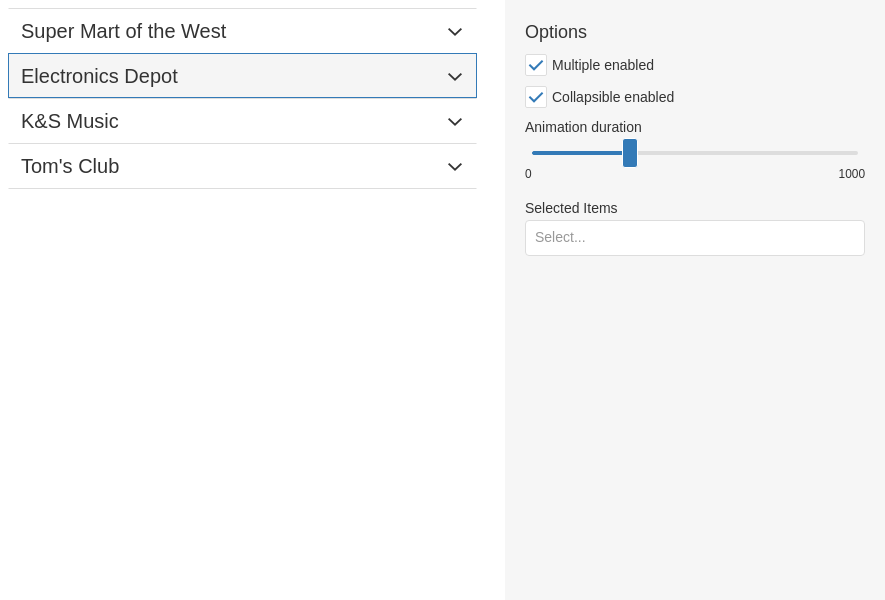 Super Mart of the West
Electronics Depot
K&S Music
Tom's Club
Options
Multiple enabled
Collapsible enabled
Animation duration
0 1000
Selected Items
Select...